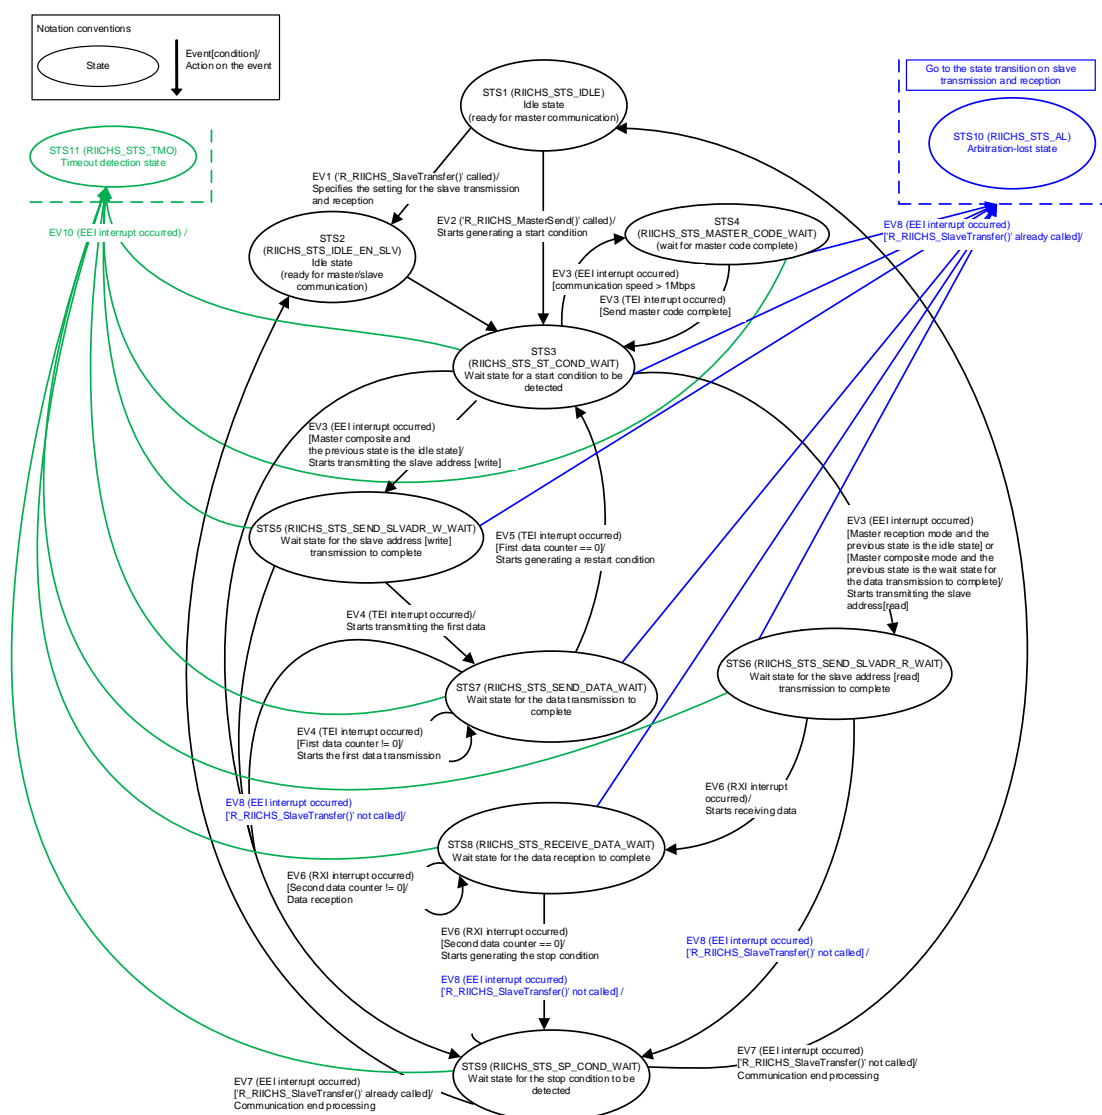 Notation conventions
State
Event[condition]/
Action on the event
Go to the state transition on slave
transmission and reception
STS1 (RIICHS_STS_IDLE)
Idle state
(ready for master communication)
STS10 (RIICHS_STS_AL)
Arbitration-lost state
STS11 (RIICHS_STS_TMO)
Timeout detection state
EV1 ('R_RIICHS_SlaveTransfer()' called)/
Specifies the setting for the slave transmission
and reception
EV2 ('R_RIICHS_MasterSend()' called)/
Starts generating a start condition
STS4
(RIICHS_STS_MASTER_CODE_WAIT)
(wait for master code complete)
EV8 (EEI interrupt occurred)
['R_RIICHS_SlaveTransfer()' already called]/
EV10 (EEI interrupt occurred) /
STS2
(RIICHS_STS_IDLE_EN_SLV)
Idle state
(ready for master/slave
communication)
EV3 (EEI interrupt occurred)
[communication speed > 1Mbps
EV3 (TEI interrupt occurred)
[Send master code complete]
STS3
(RIICHS_STS_ST_COND_WAIT)
Wait state for a start condition to be
detected
EV3 (EEI interrupt occurred)
[Master composite and
the previous state is the idle state]/
Starts transmitting the slave address [write]
STS5 (RIICHS_STS_SEND_SLVADR_W_WAIT)
Wait state for the slave address [write]
transmission to complete
EV5 (TEI interrupt occurred)
[First data counter == 0]/
Starts generating a restart condition
EV3 (EEI interrupt occurred)
[Master reception mode and the
previous state is the idle state] or
[Master composite mode and the
previous state is the wait state for
the data transmission to complete]/
Starts transmitting the slave
address[read]
EV4 (TEI interrupt occurred)/
Starts transmitting the first data
STS7 (RIICHS_STS_SEND_DATA_WAIT)
Wait state for the data transmission to
complete
STS6 (RIICHS_STS_SEND_SLVADR_R_WAIT)
Wait state for the slave address [read]
transmission to complete
EV4 (TEI interrupt occurred)
[First data counter != 0]/
Starts the first data transmission
EV8 (EEI interrupt occurred)
['R_RIICHS_SlaveTransfer()' not called]/
EV6 (RXI interrupt
occurred)/
Starts receiving data
STS8 (RIICHS_STS_RECEIVE_DATA_WAIT)
Wait state for the data reception to complete
EV6 (RXI interrupt occurred)
[Second data counter != 0]/
Data reception
EV6 (RXI interrupt occurred)
[Second data counter == 0]/
Starts generating the stop condition
EV8 (EEI interrupt occurred)
['R_RIICHS_SlaveTransfer()' not called] /
EV8 (EEI interrupt occurred)
['R_RIICHS_SlaveTransfer()' not called] /
STS9 (RIICHS_STS_SP_COND_WAIT)
Wait state for the stop condition to be
detected
EV7 (EEI interrupt occurred)
['R_RIICHS_SlaveTransfer()' not called]/
Communication end processing
EV7 (EEI interrupt occurred)
['R_RIICHS_SlaveTransfer()' already called]/
Communication end processing